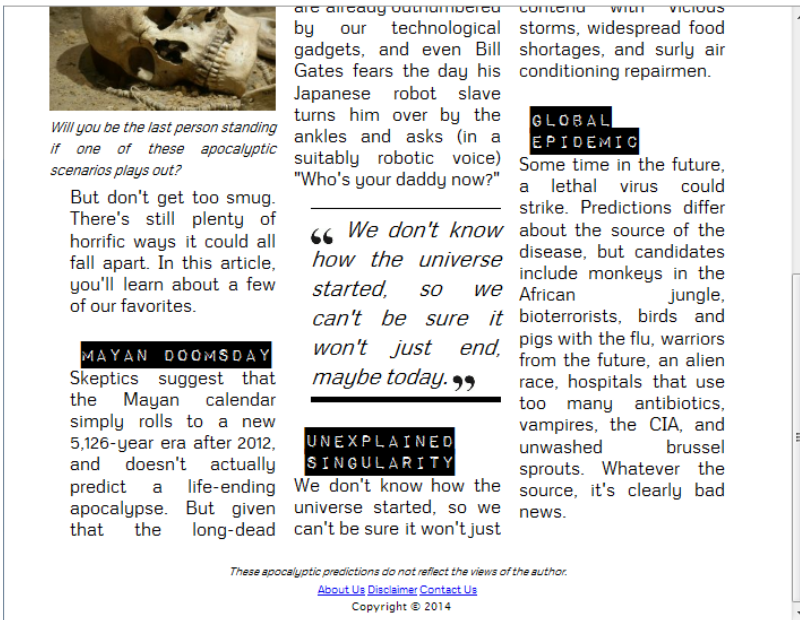 Will you be the last person standing
if one of these apocalyptic
scenarios plays out?
But don't get too smug.
There's still plenty of
horrific ways it could all
fall apart. In this article,
you'll learn about a few
of our favorites.
MAYAN DOOMSDAY
Skeptics suggest that
the Mayan calendar
simply rolls to a new
5,126-year era after 2012,
and doesn't actually
predict a life-ending
apocalypse. But given
that the long-dead
are already outnumbered
by our technological
gadgets, and even Bill
Gates fears the day his
Japanese robot slave
turns him over by the
ankles and asks (in a
suitably robotic voice)
"Who's your daddy now?"
“ We don't know
how the universe
started, so we
can't be sure it
won't just end,
maybe today. ”
UNEXPLAINED
SINGULARITY
We don't know how the
universe started, so we
can't be sure it won't just
contend with vicious
storms, widespread food
shortages, and surly air
conditioning repairmen.
GLOBAL
EPIDEMIC
Some time in the future,
a lethal virus could
strike. Predictions differ
about the source of the
disease, but candidates
include monkeys in the
African jungle,
bioterrorists, birds and
pigs with the flu, warriors
from the future, an alien
race, hospitals that use
too many antibiotics,
vampires, the CIA, and
unwashed brussel
sprouts. Whatever the
source, it's clearly bad
news.
These apocalyptic predictions do not reflect the views of the author.
About Us Disclaimer Contact Us
Copyright © 2014